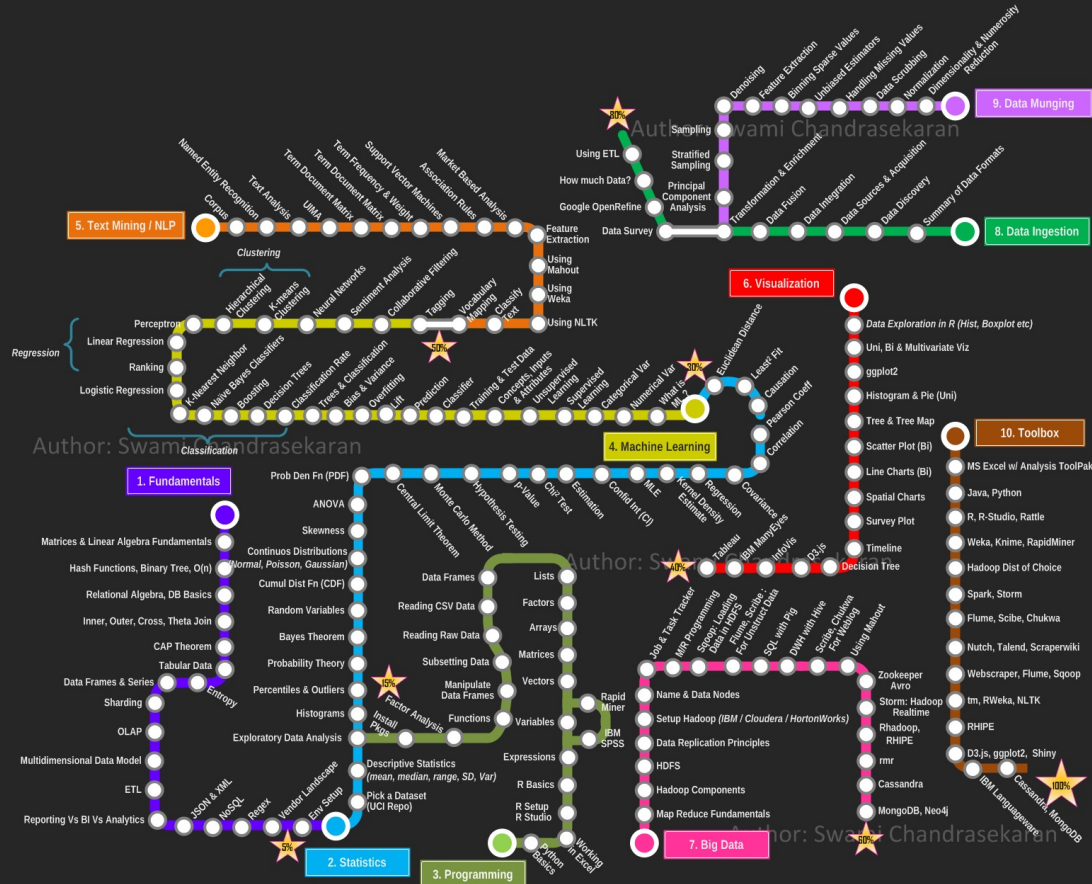 Author: Swami Chandrasekaran
9. Data Munging
Denoising
Feature Extraction
Binning Sparse Values
Unbiased Estimators
Handling Missing Values
Data Scrubbing
Normalization
Dimensionality & Numerosity
Reduction
Sampling
Stratified
Sampling
Principal
Component
Analysis
80%
Using ETL
How much Data?
Google OpenRefine
Data Survey
Transformation & Enrichment
Data Fusion
Data Integration
Data Sources & Acquisition
Data Discovery
Summary of Data Formats
8. Data Ingestion
5. Text Mining / NLP
Corpus
Named Entity Recognition
Text Analysis
UIMA
Term Document Matrix
Term Document Matrix
Term Frequency & Weight
Support Vector Machines
Association Rules
Market Based Analysis
Feature
Extraction
Using
Mahout
Using
Weka
Using NLTK
Classify
Text
Vocabulary
Mapping
Tagging
50%
Clustering
Collaborative Filtering
Sentiment Analysis
Neural Networks
K-means
Clustering
Hierarchical
Clustering
Perceptron
Regression
Linear Regression
Ranking
Logistic Regression
K-Nearest Neighbor
Naive Bayes Classifiers
Boosting
Decision Trees
Classification Rate
Trees & Classification
Bias & Variance
Overfitting
Lift
Prediction
Classifier
Training & Test Data
Concepts, Inputs
& Attributes
Unsupervised
Learning
Supervised
Learning
Categorical Var
Numerical Var
What is
ML?
30%
Classification
4. Machine Learning
Author: Swami Chandrasekaran
Euclidean Distance
Least² Fit
Causation
Pearson Coeff
Correlation
Covariance
Regression
Kernel Density
Estimate
MLE
Confid Int (CI)
Estimation
Chi² Test
p-Value
Hypothesis Testing
Monte Carlo Method
Central Limit Theorem
Prob Den Fn (PDF)
ANOVA
Skewness
Continuos Distributions
(Normal, Poisson, Gaussian)
Cumul Dist Fn (CDF)
Random Variables
Bayes Theorem
Probability Theory
Percentiles & Outliers
Histograms
Exploratory Data Analysis
Descriptive Statistics
(mean, median, range, SD, Var)
Pick a Dataset
(UCI Repo)
2. Statistics
1. Fundamentals
Matrices & Linear Algebra Fundamentals
Hash Functions, Binary Tree, O(n)
Relational Algebra, DB Basics
Inner, Outer, Cross, Theta Join
CAP Theorem
Tabular Data
Entropy
Data Frames & Series
Sharding
OLAP
Multidimensional Data Model
ETL
Reporting Vs BI Vs Analytics
JSON & XML
NoSQL
Regex
Vendor Landscape
Env Setup
5%
3. Programming
Python
Basics
Working
in Excel
R Setup
R Studio
R Basics
Expressions
Variables
IBM
SPSS
Rapid
Miner
Vectors
Matrices
Arrays
Factors
Lists
Data Frames
Reading CSV Data
Reading Raw Data
Subsetting Data
Manipulate
Data Frames
Functions
Factor Analysis
Install
Pkgs
15%
6. Visualization
Data Exploration in R (Hist, Boxplot etc)
Uni, Bi & Multivariate Viz
ggplot2
Histogram & Pie (Uni)
Tree & Tree Map
Scatter Plot (Bi)
Line Charts (Bi)
Spatial Charts
Survey Plot
Timeline
Decision Tree
D3.js
InfoVis
IBM ManyEyes
Tableau
40%
Author: Swami Chandrasekaran
7. Big Data
Map Reduce Fundamentals
Hadoop Components
HDFS
Data Replication Principles
Setup Hadoop (IBM / Cloudera / HortonWorks)
Name & Data Nodes
Job & Task Tracker
M/R Programming
Sqoop: Loading
Data in HDFS
Flume, Scribe :
For Unstruct Data
SQL with Pig
DWH with Hive
Scribe, Chukwa
For Weblog
Using Mahout
Zookeeper
Avro
Storm: Hadoop
Realtime
Rhadoop,
RHIPE
rmr
Cassandra
MongoDB, Neo4j
60%
Author: Swami Chandrasekaran
10. Toolbox
MS Excel w/ Analysis ToolPak
Java, Python
R, R-Studio, Rattle
Weka, Knime, RapidMiner
Hadoop Dist of Choice
Spark, Storm
Flume, Scibe, Chukwa
Nutch, Talend, Scraperwiki
Webscraper, Flume, Sqoop
tm, RWeka, NLTK
RHIPE
D3.js, ggplot2, Shiny
IBM Languageware
Cassandra, MongoDB
100%